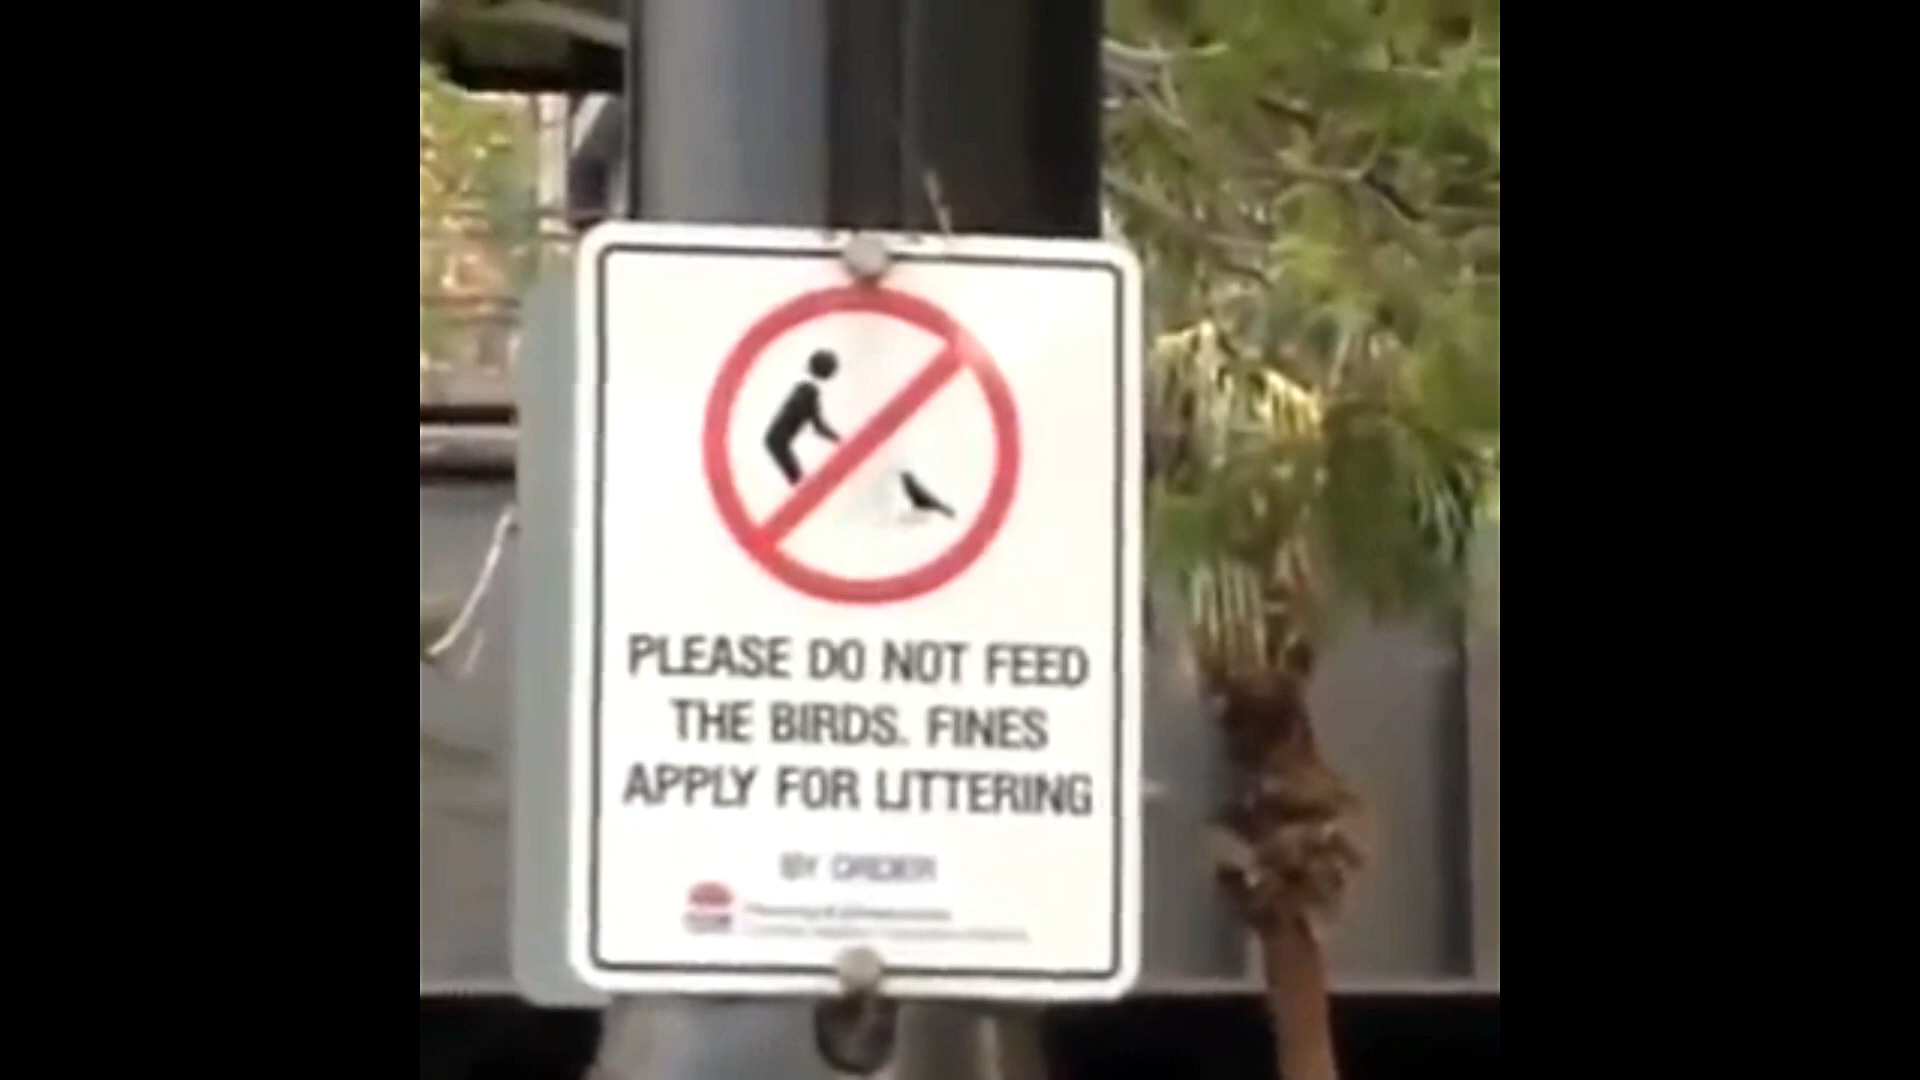 PLEASE DO NOT FEED
THE BIRDS. FINES
APPLY FOR LITTERING
BY ORDER